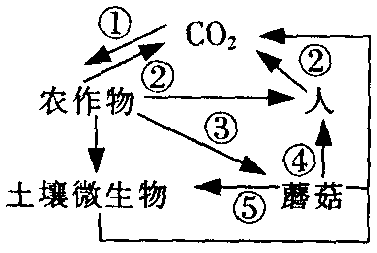 ① CO₂
② ②
农作物 人
③
④
土壤微生物 ⑤ 蘑菇